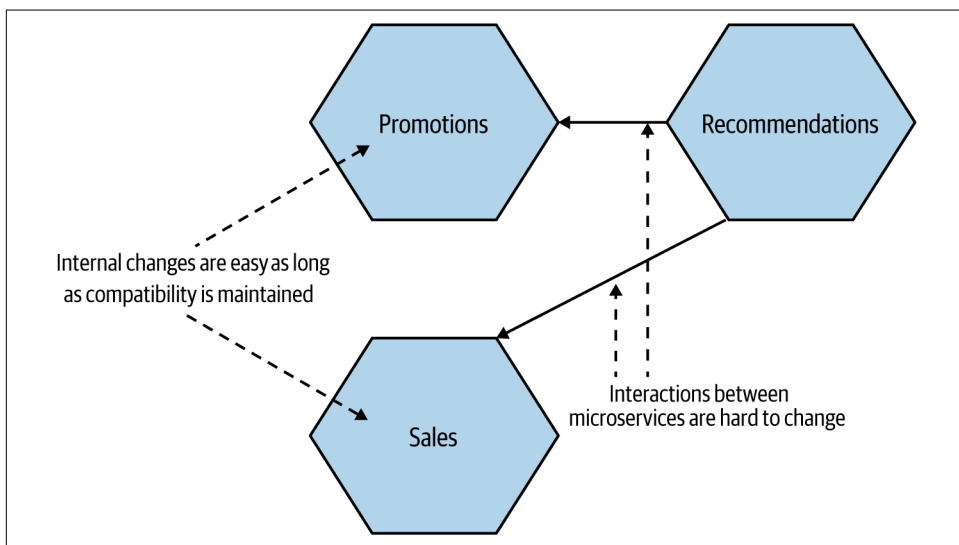 Promotions
Recommendations
Internal changes are easy as long
as compatibility is maintained
Interactions between
microservices are hard to change
Sales